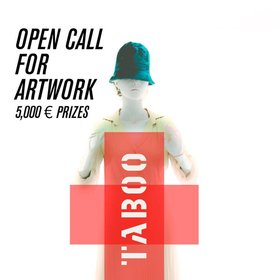 OPEN CALL
FOR
ARTWORK
5,000 € PRIZES
TABOO